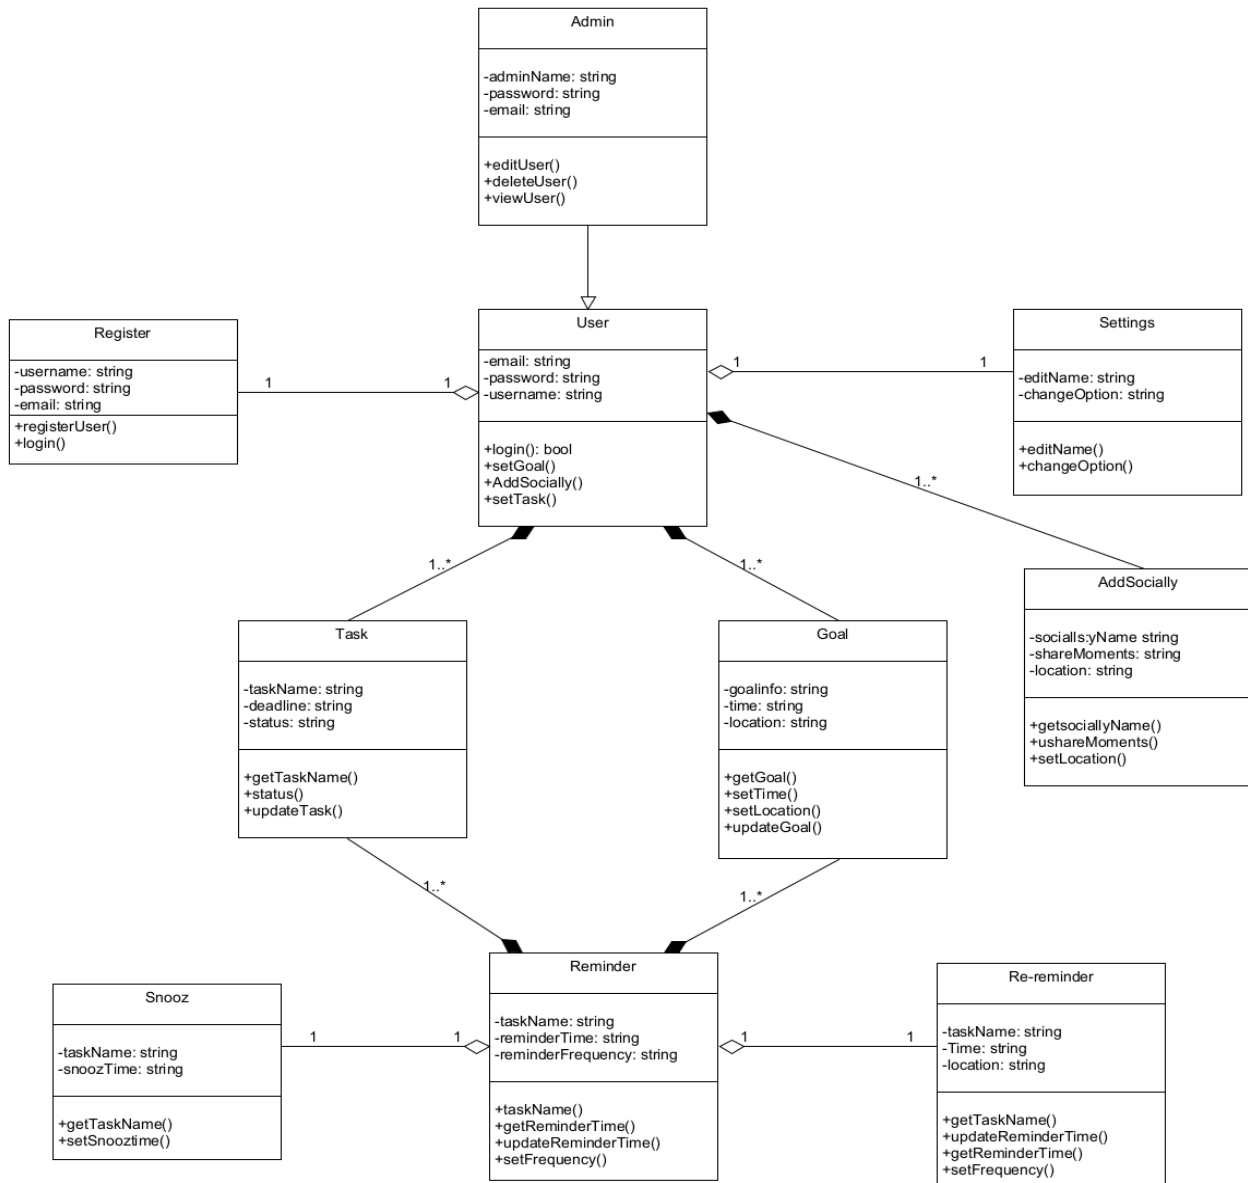 Admin
-adminName: string
-password: string
-email: string
+editUser()
+deleteUser()
+viewUser()
Register
-username: string
-password: string
-email: string
+registerUser()
+login()
1
1
User
-email: string
-password: string
-username: string
+login(): bool
+setGoal()
+AddSocially()
+setTask()
1
1
Settings
-editName: string
-changeOption: string
+editName()
+changeOption()
1..*
1..*
1..*
AddSocially
-socialls:yName string
-shareMoments: string
-location: string
+getsociallyName()
+ushareMoments()
+setLocation()
Task
-taskName: string
-deadline: string
-status: string
+getTaskName()
+status()
+updateTask()
Goal
-goalinfo: string
-time: string
-location: string
+getGoal()
+setTime()
+setLocation()
+updateGoal()
1..*
1..*
Snooz
-taskName: string
-snoozTime: string
+getTaskName()
+setSnooztime()
1
1
Reminder
-taskName: string
-reminderTime: string
-reminderFrequency: string
+taskName()
+getReminderTime()
+updateReminderTime()
+setFrequency()
1
1
Re-reminder
-taskName: string
-Time: string
-location: string
+getTaskName()
+updateReminderTime()
+getReminderTime()
+setFrequency()